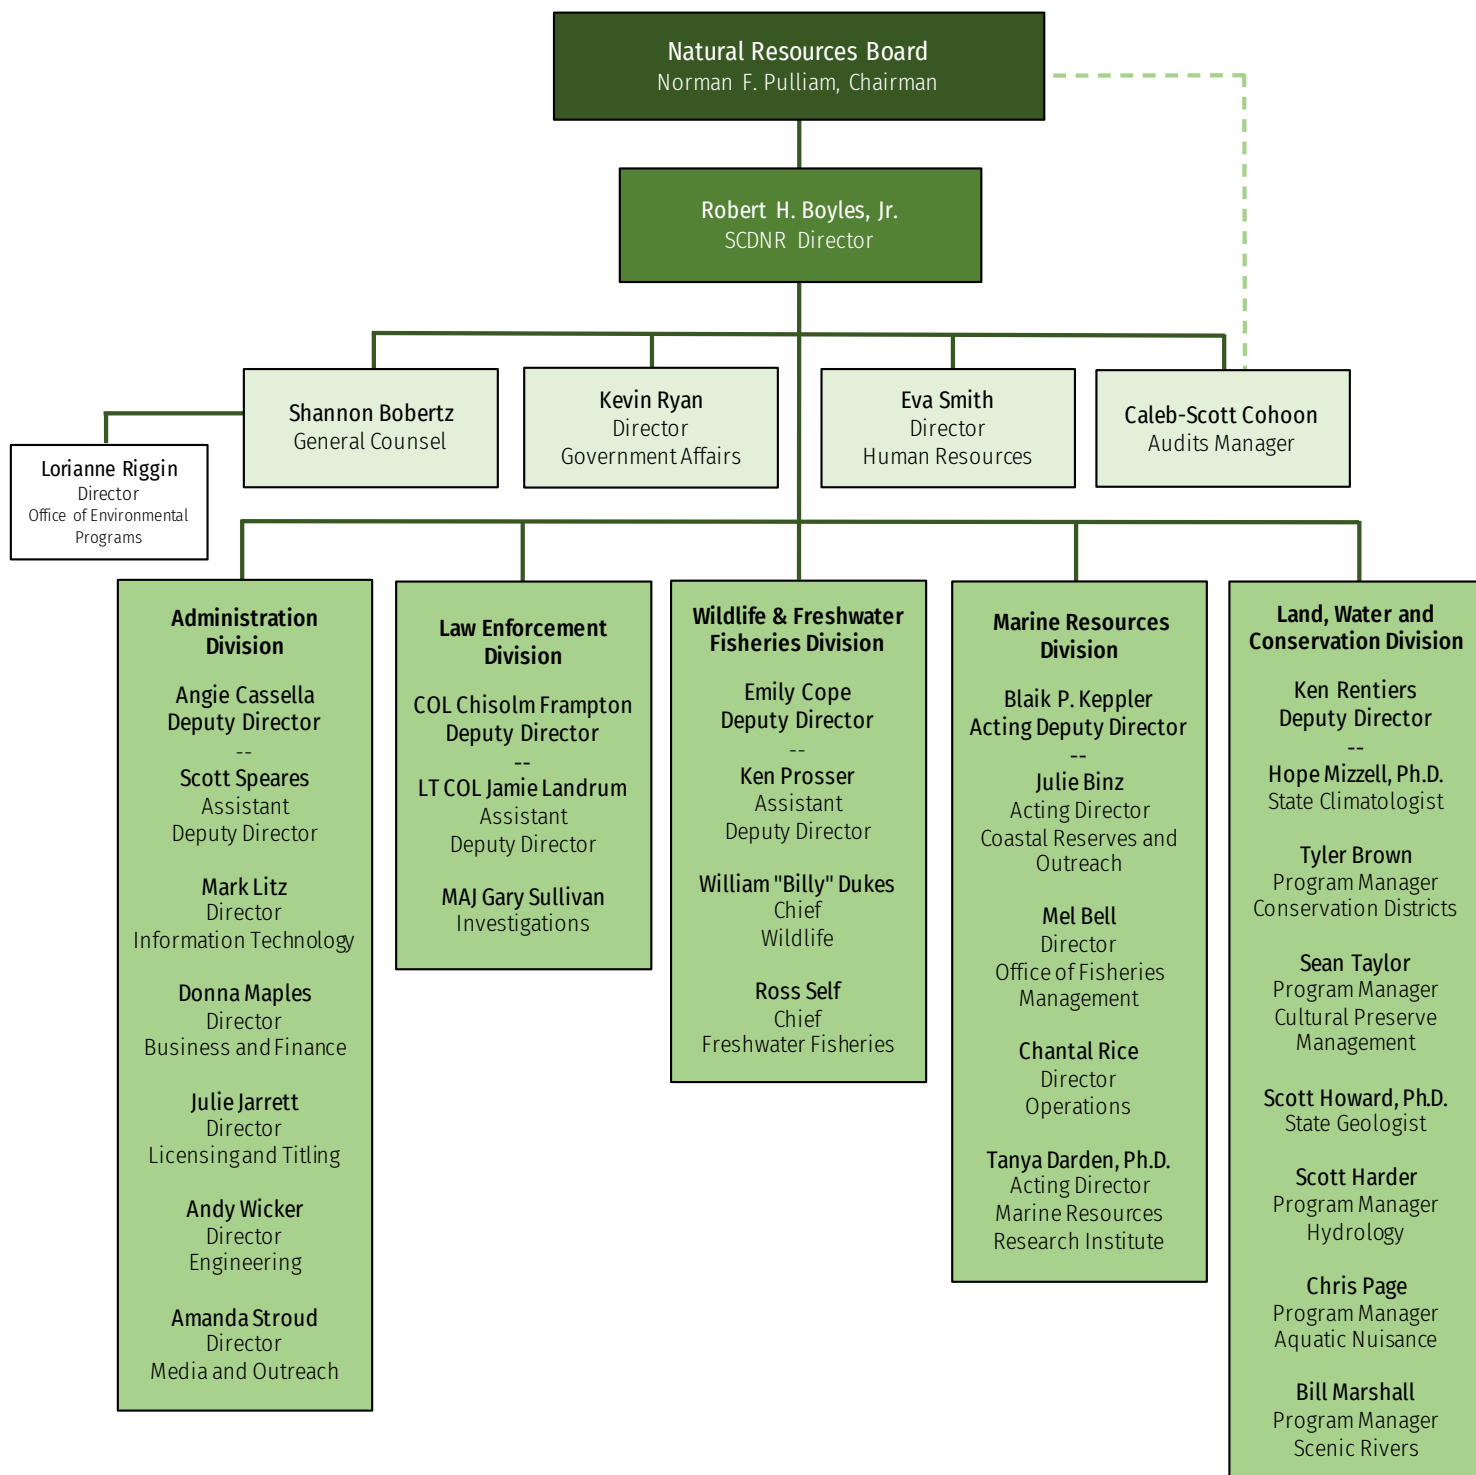 Natural Resources Board
Norman F. Pulliam, Chairman
Robert H. Boyles, Jr.
SCDNR Director
Shannon Bobertz
General Counsel
Kevin Ryan
Director
Government Affairs
Eva Smith
Director
Human Resources
Caleb-Scott Cohoon
Audits Manager
Lorianne Riggin
Director
Office of Environmental
Programs
Administration
Division
Angie Cassella
Deputy Director
--
Scott Speares
Assistant
Deputy Director
Mark Litz
Director
Information Technology
Donna Maples
Director
Business and Finance
Julie Jarrett
Director
Licensing and Titling
Andy Wicker
Director
Engineering
Amanda Stroud
Director
Media and Outreach
Law Enforcement
Division
COL Chisolm Frampton
Deputy Director
--
LT COL Jamie Landrum
Assistant
Deputy Director
MAJ Gary Sullivan
Investigations
Wildlife & Freshwater
Fisheries Division
Emily Cope
Deputy Director
--
Ken Prosser
Assistant
Deputy Director
William "Billy" Dukes
Chief
Wildlife
Ross Self
Chief
Freshwater Fisheries
Marine Resources
Division
Blaik P. Keppler
Acting Deputy Director
--
Julie Binz
Acting Director
Coastal Reserves and
Outreach
Mel Bell
Director
Office of Fisheries
Management
Chantal Rice
Director
Operations
Tanya Darden, Ph.D.
Acting Director
Marine Resources
Research Institute
Land, Water and
Conservation Division
Ken Rentiers
Deputy Director
--
Hope Mizzell, Ph.D.
State Climatologist
Tyler Brown
Program Manager
Conservation Districts
Sean Taylor
Program Manager
Cultural Preserve
Management
Scott Howard, Ph.D.
State Geologist
Scott Harder
Program Manager
Hydrology
Chris Page
Program Manager
Aquatic Nuisance
Bill Marshall
Program Manager
Scenic Rivers